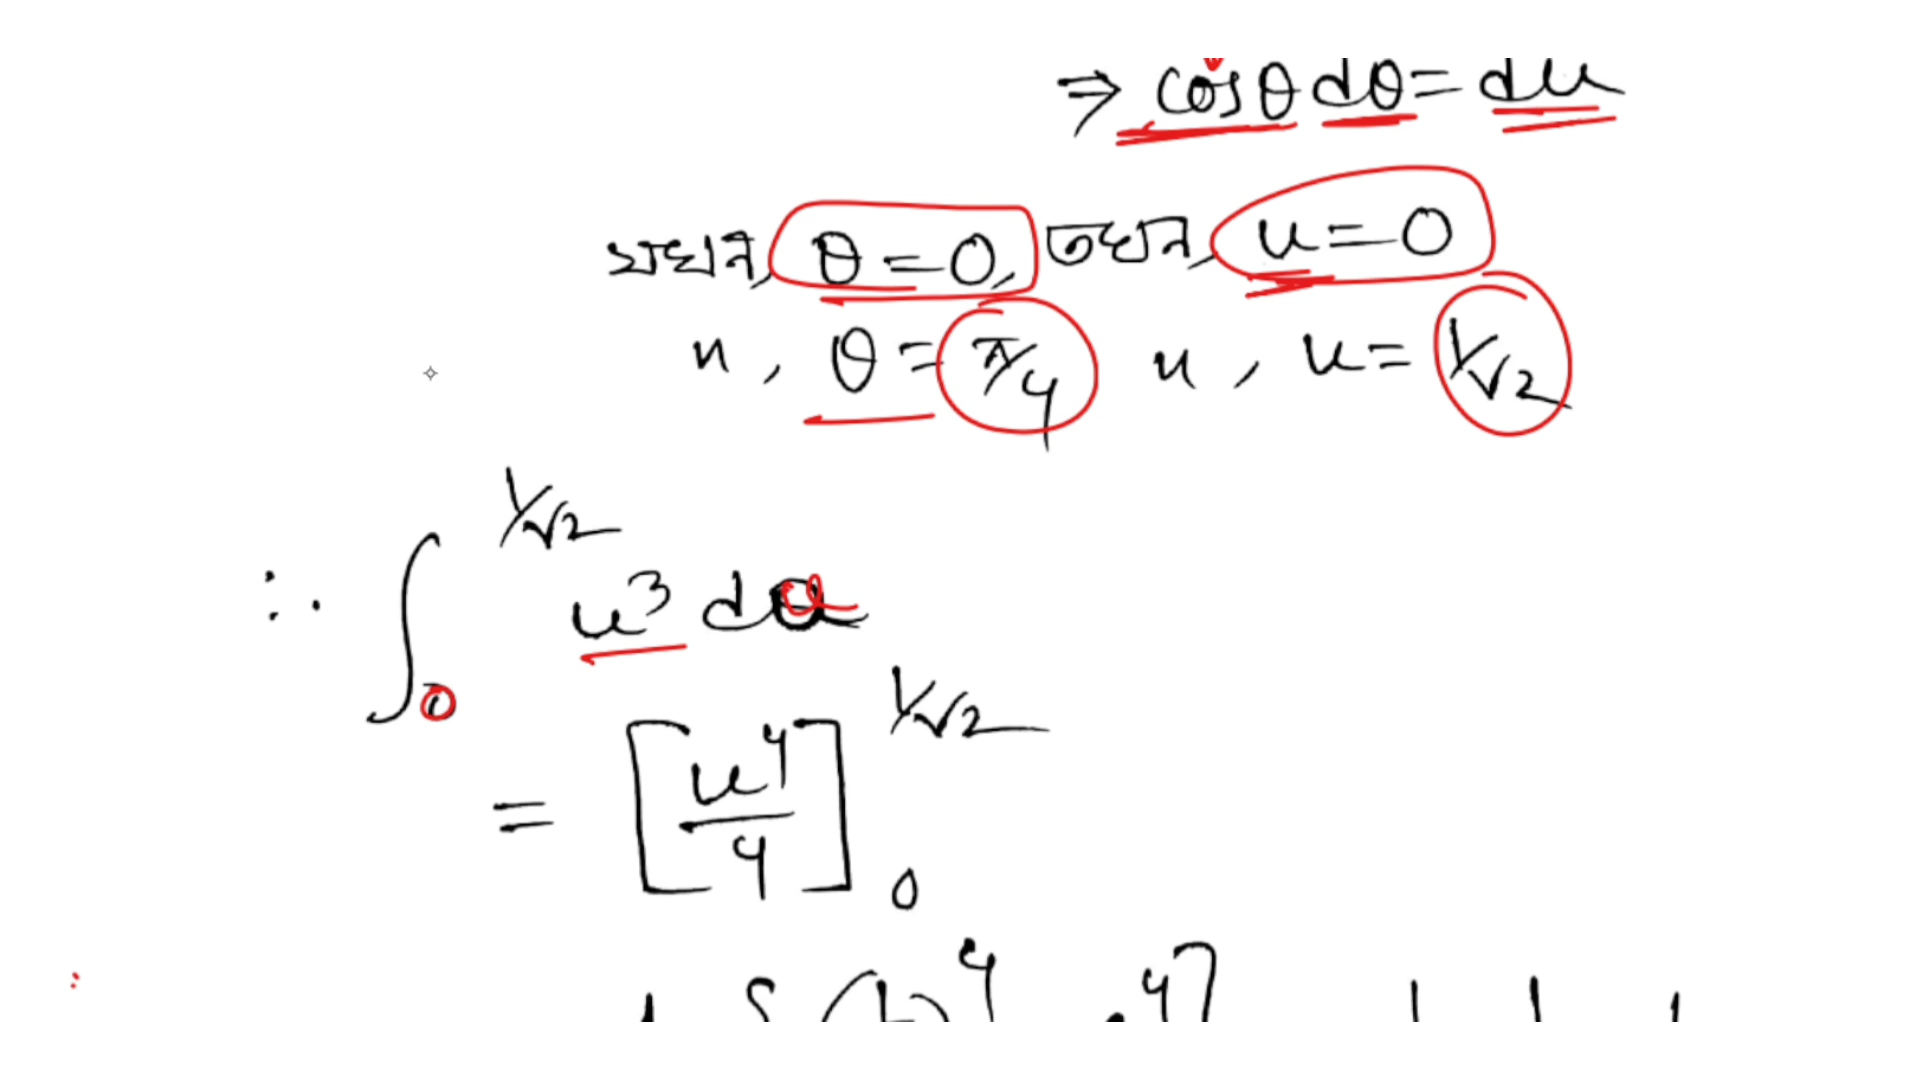 ⇒ cosθ dθ = du
যখন, θ = 0, তখন, u = 0
" , θ = π/4 " , u = 1/√2
∴ ∫₀^{1/√2} u³ du
= [u⁴/4]₀^{1/√2}